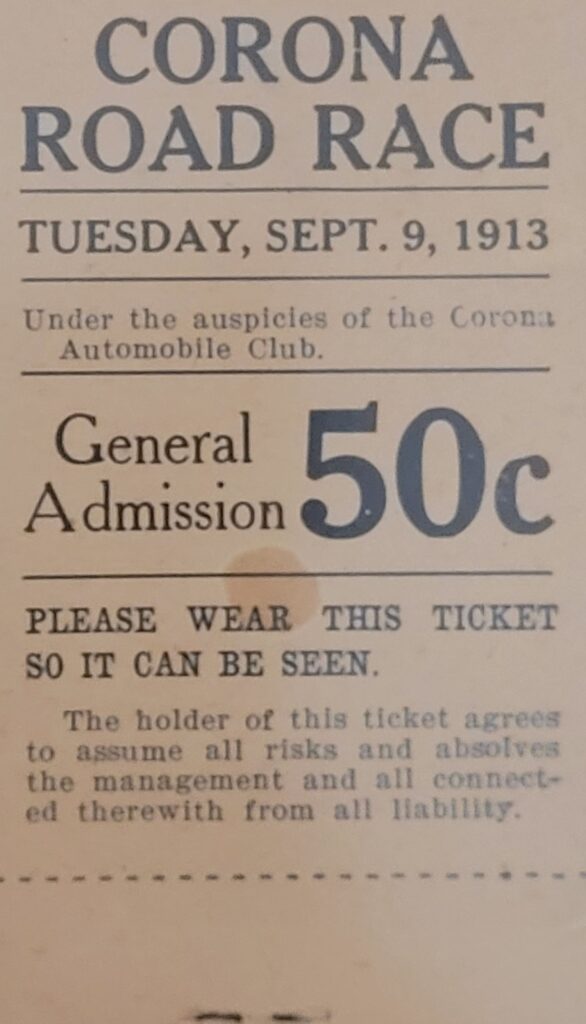 CORONA
ROAD RACE
TUESDAY, SEPT. 9, 1913
Under the auspicies of the Corona
Automobile Club.
General
Admission 50c
PLEASE WEAR THIS TICKET
SO IT CAN BE SEEN.
The holder of this ticket agrees
to assume all risks and absolves
the management and all connect-
ed therewith from all liability.